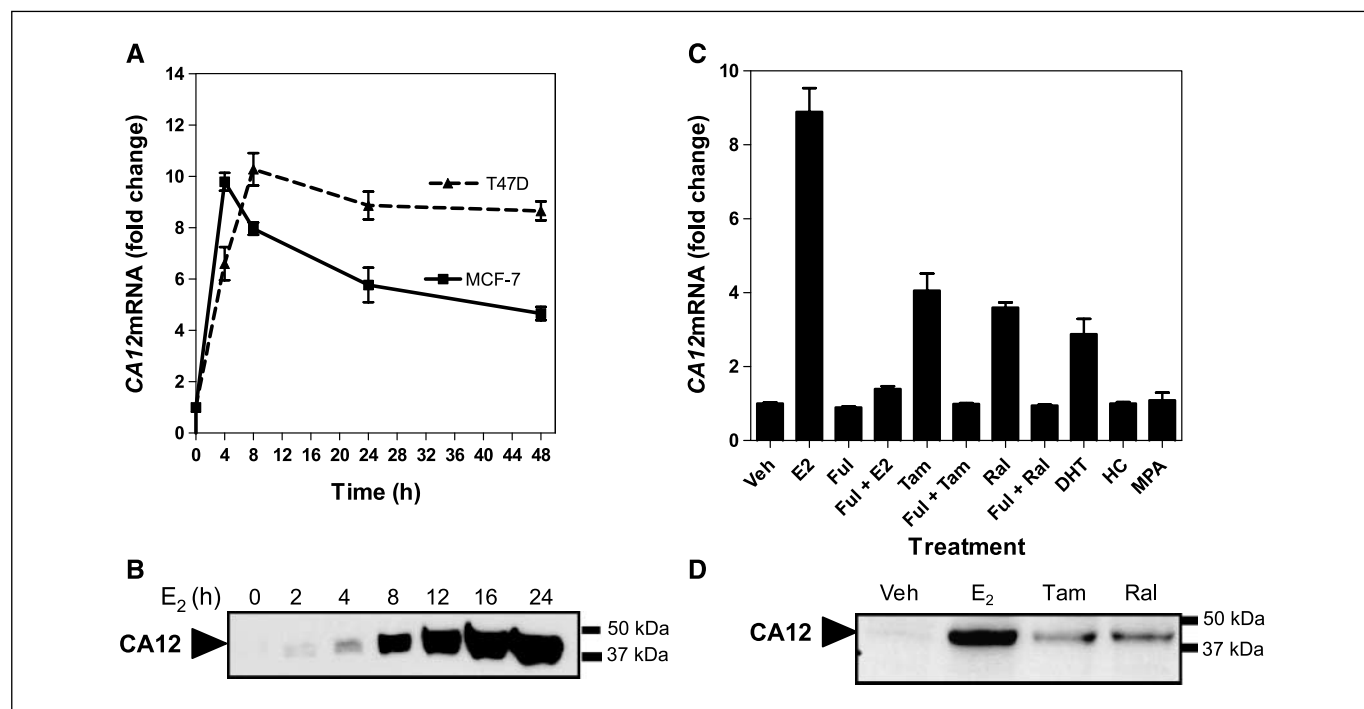 A
CA12mRNA (fold change)
14
12
10
8
6
4
2
0
T47D
MCF-7
0 4 8 12 16 20 24 28 32 36 40 44 48
Time (h)
B
E2 (h) 0 2 4 8 12 16 24
CA12
50 kDa
37 kDa
C
CA12mRNA (fold change)
10
8
6
4
2
0
Veh E2 Ful Ful + E2 Tam Ful + Tam Ral Ful + Ral DHT HC MPA
Treatment
D
Veh E2 Tam Ral
CA12
50 kDa
37 kDa